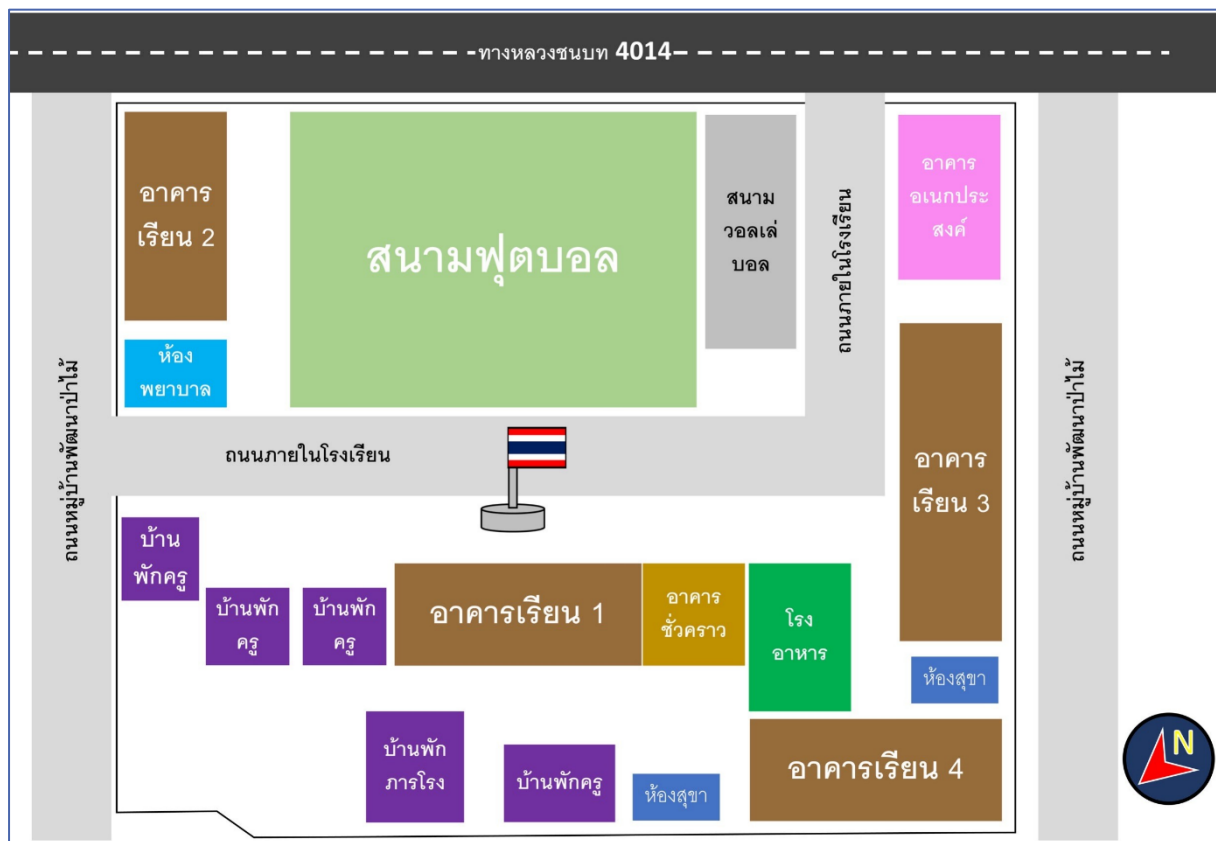 ทางหลวงชนบท 4014
อาคาร
เรียน 2
สนามฟุตบอล
สนาม
วอลเล่
บอล
ถนนภายในโรงเรียน
อาคาร
อเนกประ
สงค์
ห้อง
พยาบาล
ถนนหมู่บ้านพัฒนาป่าไม้
ถนนภายในโรงเรียน
อาคาร
เรียน 3
ถนนหมู่บ้านพัฒนาป่าไม้
บ้าน
พักครู
บ้านพัก
ครู
บ้านพัก
ครู
อาคารเรียน 1
อาคาร
ชั่วคราว
โรง
อาหาร
ห้องสุขา
บ้านพัก
ภารโรง
บ้านพักครู
ห้องสุขา
อาคารเรียน 4
N